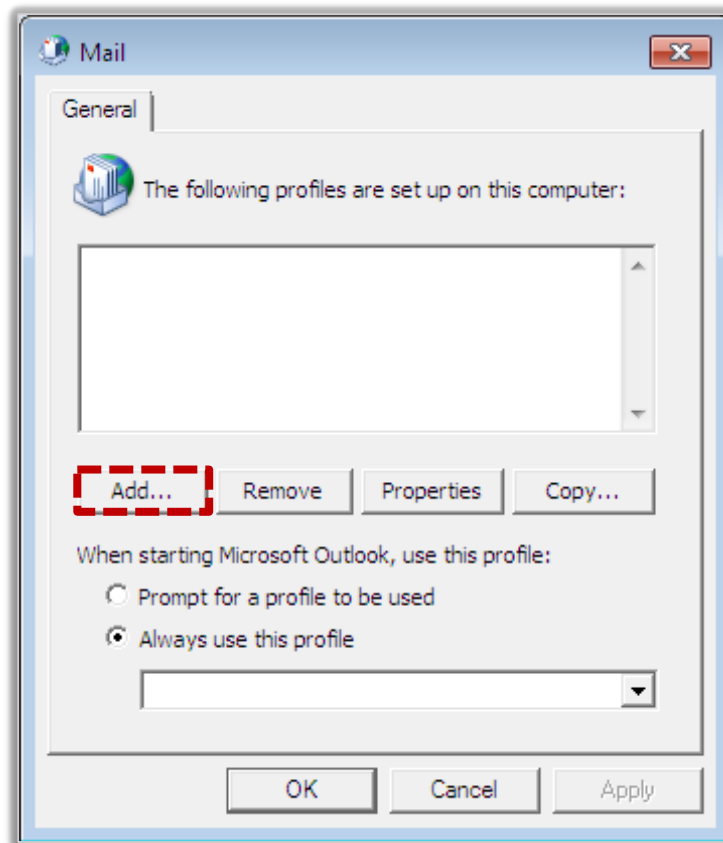 Mail
General
The following profiles are set up on this computer:
Add... Remove Properties Copy...
When starting Microsoft Outlook, use this profile:
Prompt for a profile to be used
Always use this profile
OK Cancel Apply